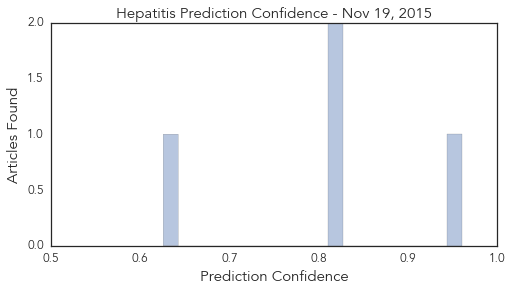 Hepatitis Prediction Confidence - Nov 19, 2015
Articles Found
2.0
1.5
1.0
0.5
0.0
0.5 0.6 0.7 0.8 0.9 1.0
Prediction Confidence